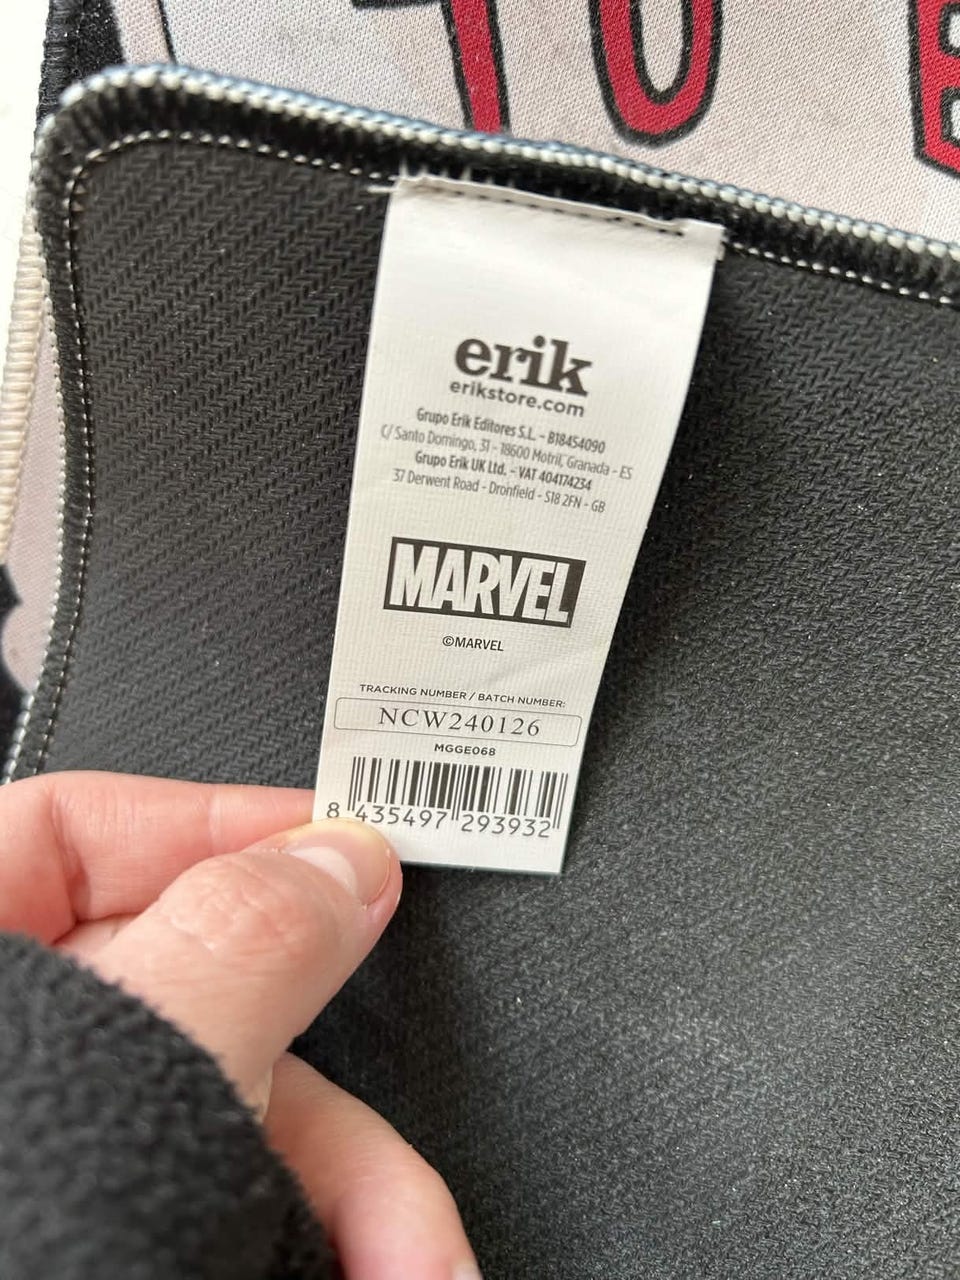 TO
erik
erikstore.com
Grupo Erik Editores S.L. - B18454090
C/ Santo Domingo, 31 - 18600 Motril, Granada - ES
Grupo Erik UK Ltd. - VAT 404174234
37 Derwent Road - Dronfield - S18 2FN - GB
MARVEL
©MARVEL
TRACKING NUMBER / BATCH NUMBER:
NCW240126
MGGE068
8 435497 293932